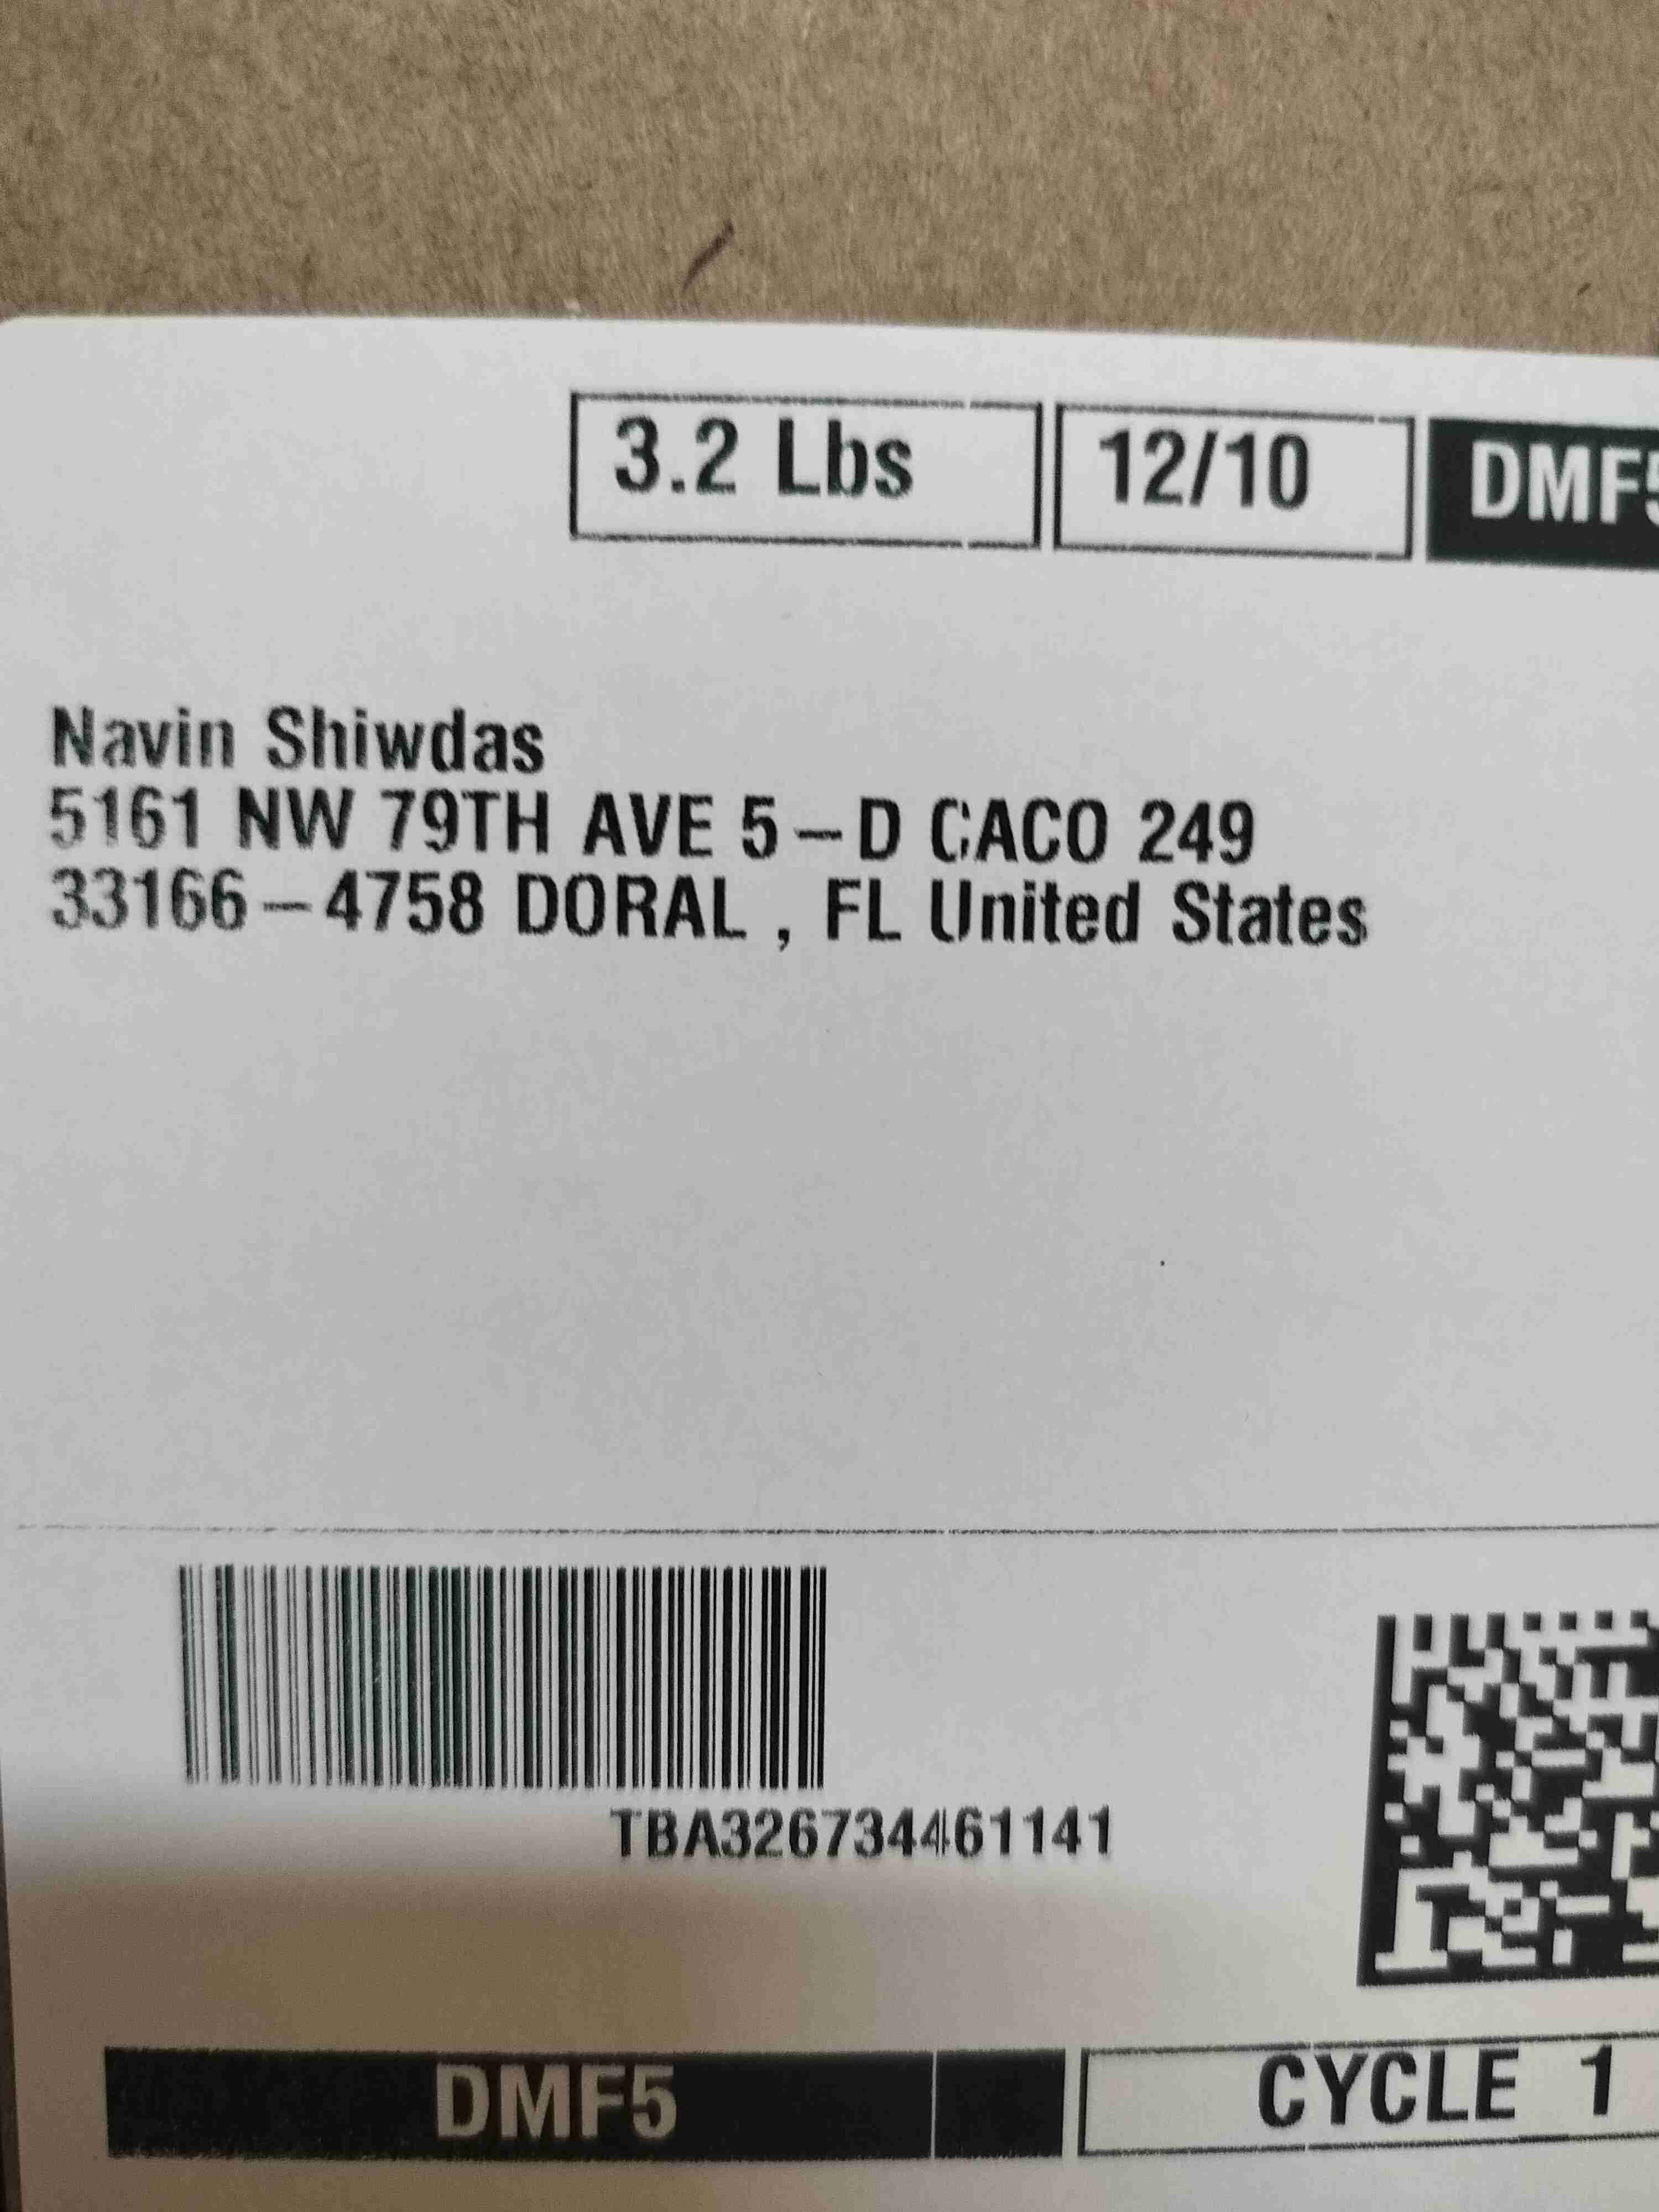 3.2 Lbs 12/10 DMF5
Navin Shiwdas
5161 NW 79TH AVE 5-D CACO 249
33166-4758 DORAL , FL United States
TBA326734461141
DMF5 CYCLE 1